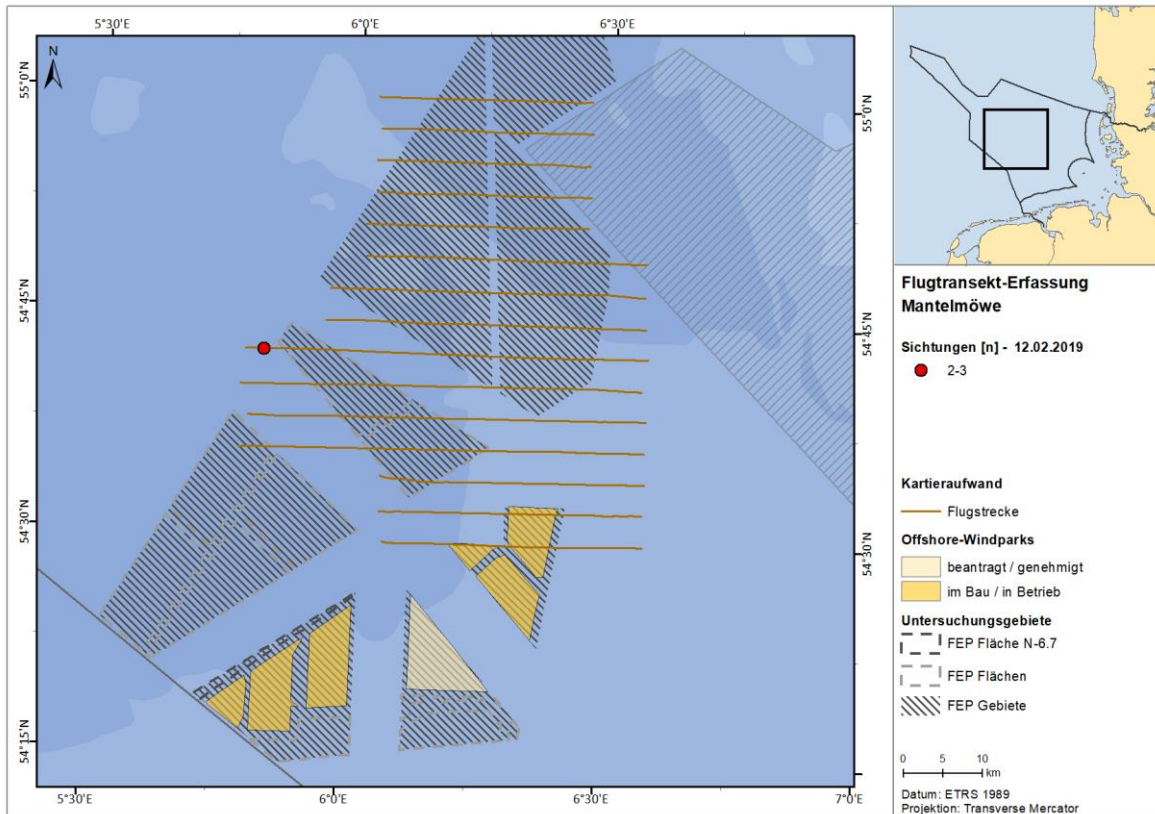 5°30'E 6°0'E 6°30'E
N
55°0'N
55°0'N
54°45'N
54°45'N
54°30'N
54°30'N
54°15'N
5°30'E 6°0'E 6°30'E 7°0'E
Flugtransekt-Erfassung
Mantelmöwe
Sichtungen [n] - 12.02.2019
2-3
Kartieraufwand
Flugstrecke
Offshore-Windparks
beantragt / genehmigt
im Bau / in Betrieb
Untersuchungsgebiete
FEP Fläche N-6.7
FEP Flächen
FEP Gebiete
0 5 10
km
Datum: ETRS 1989
Projektion: Transverse Mercator